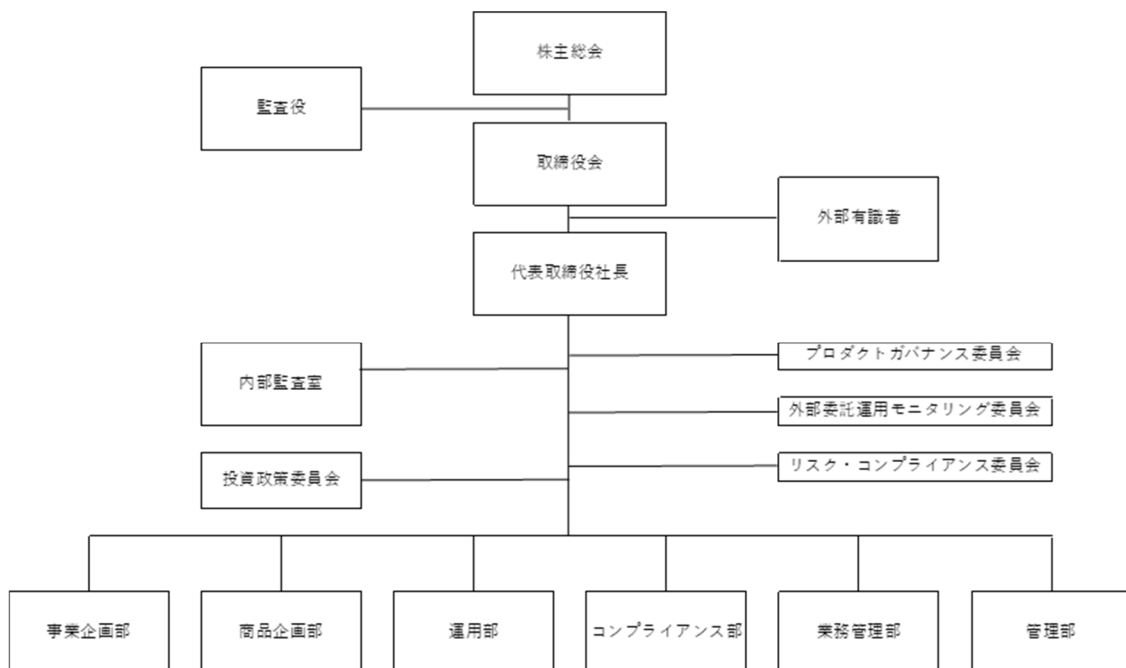 株主総会
監査役
取締役会
外部有識者
代表取締役社長
プロダクトガバナンス委員会
内部監査室
外部委託運用モニタリング委員会
リスク・コンプライアンス委員会
投資政策委員会
事業企画部
商品企画部
運用部
コンプライアンス部
業務管理部
管理部